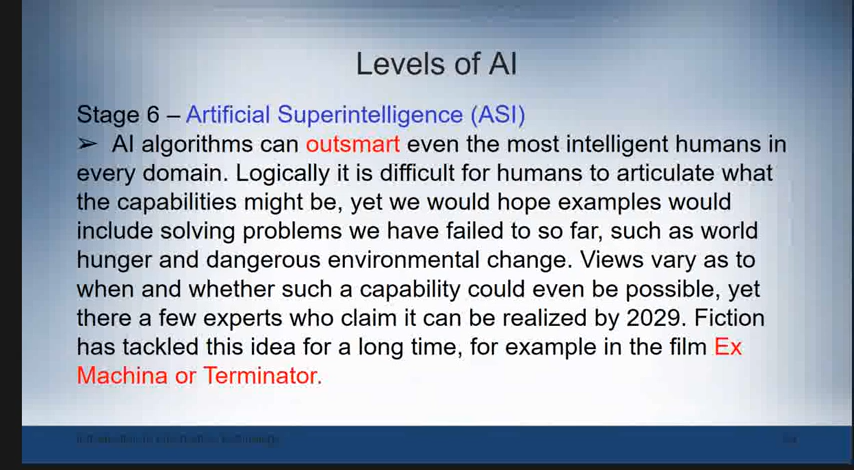 Levels of AI
Stage 6 – Artificial Superintelligence (ASI)
➢ AI algorithms can outsmart even the most intelligent humans in
every domain. Logically it is difficult for humans to articulate what
the capabilities might be, yet we would hope examples would
include solving problems we have failed to so far, such as world
hunger and dangerous environmental change. Views vary as to
when and whether such a capability could even be possible, yet
there a few experts who claim it can be realized by 2029. Fiction
has tackled this idea for a long time, for example in the film Ex
Machina or Terminator.